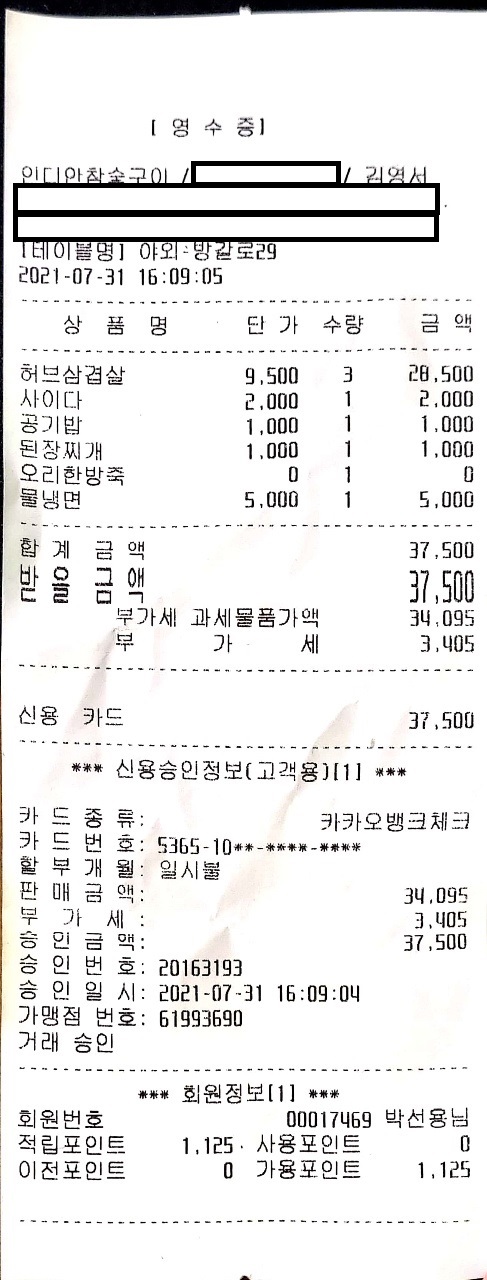 [ 영 수 증 ]
인디안참숯구이 / / 김영서
[테이블명] 야외-방갈로29
2021-07-31 16:09:05
상 품 명 단 가 수량 금 액
허브삼겹살 9,500 3 28,500
사이다 2,000 1 2,000
공기밥 1,000 1 1,000
된장찌개 1,000 1 1,000
오리한방죽 0 1 0
물냉면 5,000 1 5,000
합 계 금 액 37,500
받 을 금 액 37,500
부가세 과세물품가액 34,095
부 가 세 3,405
신용 카드 37,500
*** 신용승인정보(고객용)[1] ***
카 드 종 류: 카카오뱅크체크
카 드 번 호: 5365-10**-****-****
할 부 개 월: 일시불
판 매 금 액: 34,095
부 가 세 : 3,405
승 인 금 액: 37,500
승 인 번 호: 20163193
승 인 일 시: 2021-07-31 16:09:04
가맹점 번호: 61993690
거래 승인
*** 회원정보[1] ***
회원번호 00017469 박선용님
적립포인트 1,125 사용포인트 0
이전포인트 0 가용포인트 1,125